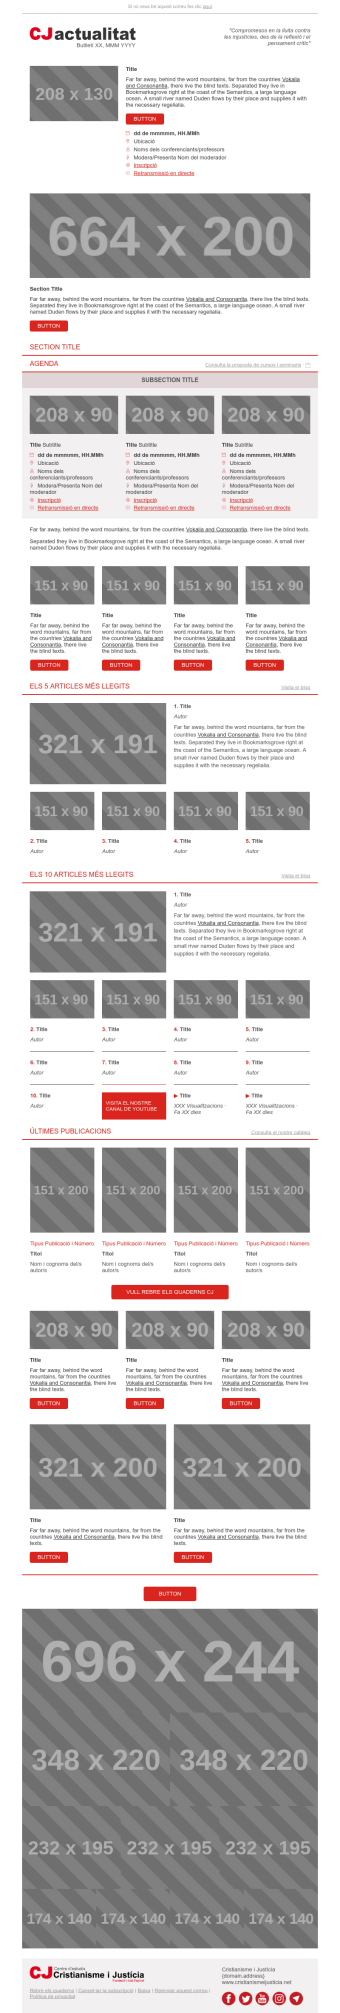 Si no veus bé aquest correu fes clic aquí
CJ actualitat
Butlletí XX, MMM YYYY
"Compromesos en la lluita contra
les injustícies, des de la reflexió i el
pensament crític"
208 x 130
Title
Far far away, behind the word mountains, far from the countries Vokalia
and Consonantia, there live the blind texts. Separated they live in
Bookmarksgrove right at the coast of the Semantics, a large language
ocean. A small river named Duden flows by their place and supplies it with
the necessary regelialia.
BUTTON
dd de mmmmm, HH.MMh
Ubicació
Noms dels conferenciants/professors
Modera/Presenta Nom del moderador
Inscripció
Retransmissió en directe
664 x 200
Section Title
Far far away, behind the word mountains, far from the countries Vokalia and Consonantia, there live the blind texts.
Separated they live in Bookmarksgrove right at the coast of the Semantics, a large language ocean. A small river
named Duden flows by their place and supplies it with the necessary regelialia.
BUTTON
SECTION TITLE
AGENDA
Consulta la proposta de cursos i seminaris
SUBSECTION TITLE
208 x 90 208 x 90 208 x 90
Title Subtitle Title Subtitle Title Subtitle
dd de mmmmm, HH.MMh dd de mmmmm, HH.MMh dd de mmmmm, HH.MMh
Ubicació Ubicació Ubicació
Noms dels Noms dels Noms dels
conferenciants/professors conferenciants/professors conferenciants/professors
Modera/Presenta Nom del Modera/Presenta Nom del Modera/Presenta Nom del
moderador moderador moderador
Inscripció Inscripció Inscripció
Retransmissió en directe Retransmissió en directe Retransmissió en directe
Far far away, behind the word mountains, far from the countries Vokalia and Consonantia, there live the blind texts.
Separated they live in Bookmarksgrove right at the coast of the Semantics, a large language ocean. A small river
named Duden flows by their place and supplies it with the necessary regelialia.
151 x 90 151 x 90 151 x 90 151 x 90
Title Title Title Title
Far far away, behind the Far far away, behind the Far far away, behind the Far far away, behind the
word mountains, far from word mountains, far from word mountains, far from word mountains, far from
the countries Vokalia and the countries Vokalia and the countries Vokalia and the countries Vokalia and
Consonantia, there live Consonantia, there live Consonantia, there live Consonantia, there live
the blind texts. the blind texts. the blind texts. the blind texts.
BUTTON BUTTON BUTTON BUTTON
ELS 5 ARTICLES MÉS LLEGITS
Visita el blog
321 x 191
1. Title
Autor
Far far away, behind the word mountains, far from the
countries Vokalia and Consonantia, there live the blind
texts. Separated they live in Bookmarksgrove right at
the coast of the Semantics, a large language ocean. A
small river named Duden flows by their place and
supplies it with the necessary regelialia.
151 x 90 151 x 90 151 x 90 151 x 90
2. Title 3. Title 4. Title 5. Title
Autor Autor Autor Autor
ELS 10 ARTICLES MÉS LLEGITS
Visita el blog
321 x 191
1. Title
Autor
Far far away, behind the word mountains, far from the
countries Vokalia and Consonantia, there live the blind
texts. Separated they live in Bookmarksgrove right at
the coast of the Semantics, a large language ocean. A
small river named Duden flows by their place and
supplies it with the necessary regelialia.
151 x 90 151 x 90 151 x 90 151 x 90
2. Title 3. Title 4. Title 5. Title
Autor Autor Autor Autor
6. Title 7. Title 8. Title 9. Title
Autor Autor Autor Autor
10. Title
Autor
VISITA EL NOSTRE
CANAL DE YOUTUBE
▶ Title ▶ Title
XXX Visualitzacions · XXX Visualitzacions ·
Fa XX dies Fa XX dies
ÚLTIMES PUBLICACIONS
Consulta el nostre catàleg
151 x 200 151 x 200 151 x 200 151 x 200
Tipus Publicació i Número Tipus Publicació i Número Tipus Publicació i Número Tipus Publicació i Número
Títol Títol Títol Títol
Nom i cognoms del/s Nom i cognoms del/s Nom i cognoms del/s Nom i cognoms del/s
autor/s autor/s autor/s autor/s
VULL REBRE ELS QUADERNS CJ
208 x 90 208 x 90 208 x 90
Title Title Title
Far far away, behind the word Far far away, behind the word Far far away, behind the word
mountains, far from the countries mountains, far from the countries mountains, far from the countries
Vokalia and Consonantia, there live Vokalia and Consonantia, there live Vokalia and Consonantia, there live
the blind texts. the blind texts. the blind texts.
BUTTON BUTTON BUTTON
321 x 200 321 x 200
Title Title
Far far away, behind the word mountains, far from the Far far away, behind the word mountains, far from the
countries Vokalia and Consonantia, there live the blind countries Vokalia and Consonantia, there live the blind
texts. texts.
BUTTON BUTTON
BUTTON
696 x 244
348 x 220 348 x 220
232 x 195 232 x 195 232 x 195
174 x 140 174 x 140 174 x 140 174 x 140
CJ Centre d'estudis
Cristianisme i Justícia
Cristianisme i Justícia
{domain.address}
www.cristianismeijusticia.net
Rebre els quaderns | Cancel·lar la subscripció | Baixa | Reenviar aquest correu |
Política de privacitat